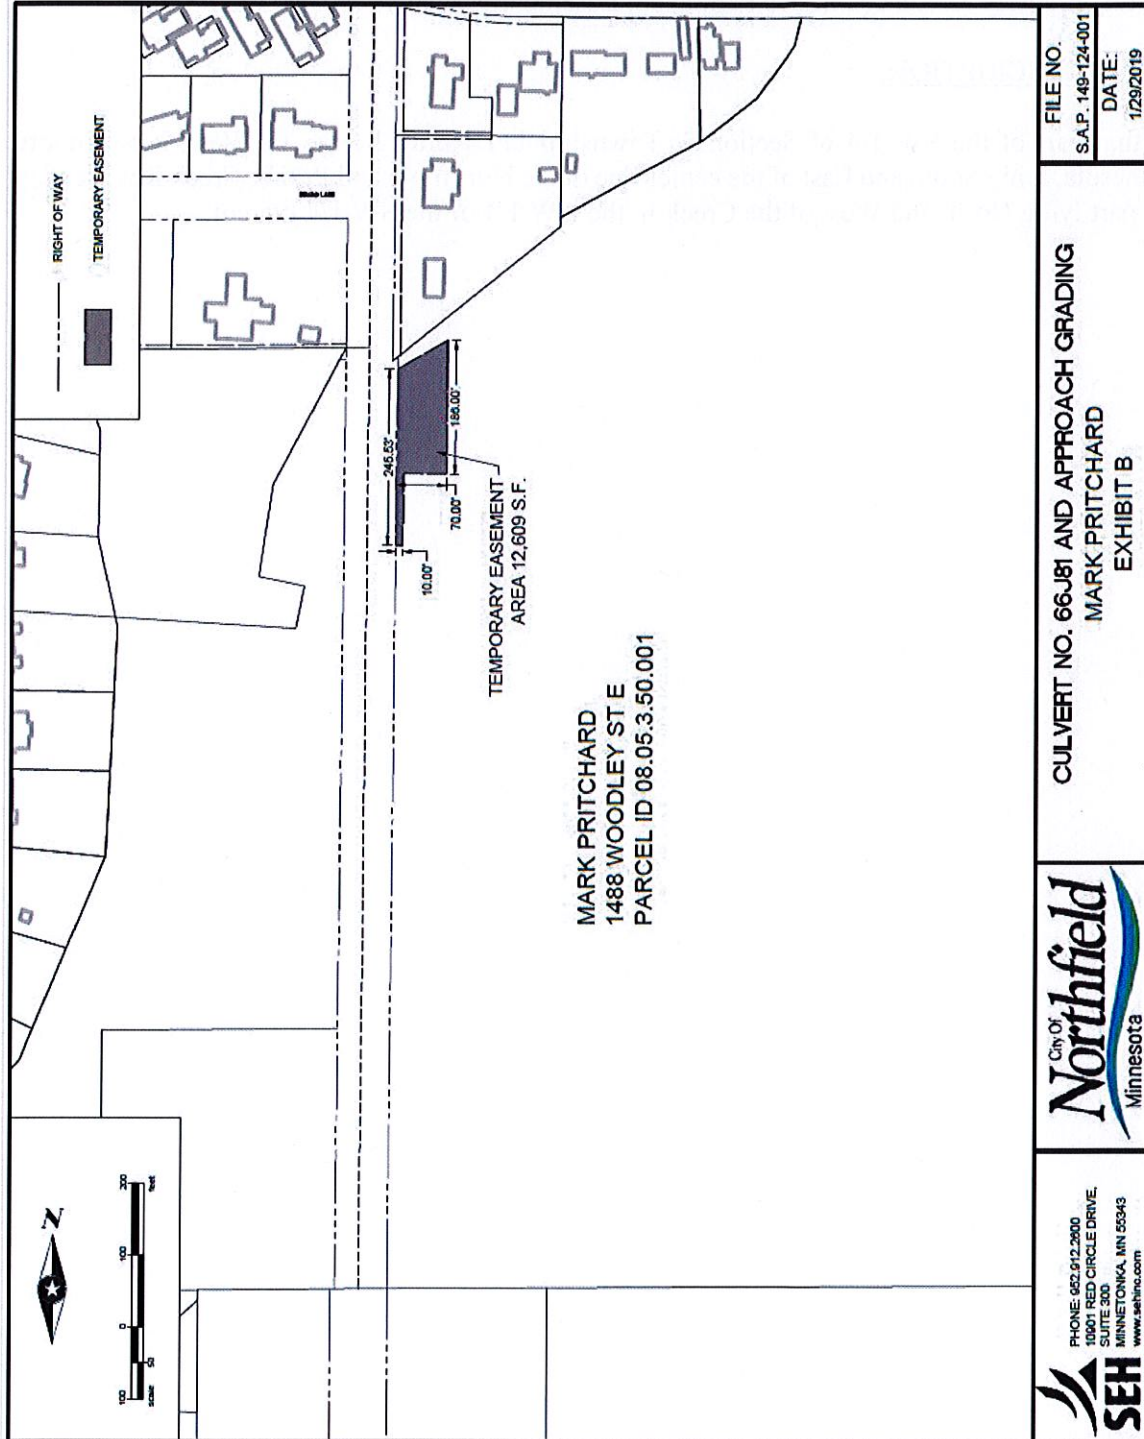 RIGHT OF WAY
TEMPORARY EASEMENT
N
100
0
100
200
50
scale
feet
245.53'
186.00'
70.00'
10.00'
TEMPORARY EASEMENT
AREA 12,609 S.F.
MARK PRITCHARD
1488 WOODLEY ST E
PARCEL ID 08.05.3.50.001
SEH
PHONE: 952.912.2600
10901 RED CIRCLE DRIVE,
SUITE 300
MINNETONKA, MN 55343
www.sehinc.com
City Of
Northfield
Minnesota
CULVERT NO. 66J81 AND APPROACH GRADING
MARK PRITCHARD
EXHIBIT B
FILE NO.
S.A.P. 149-124-001
DATE:
1/29/2019